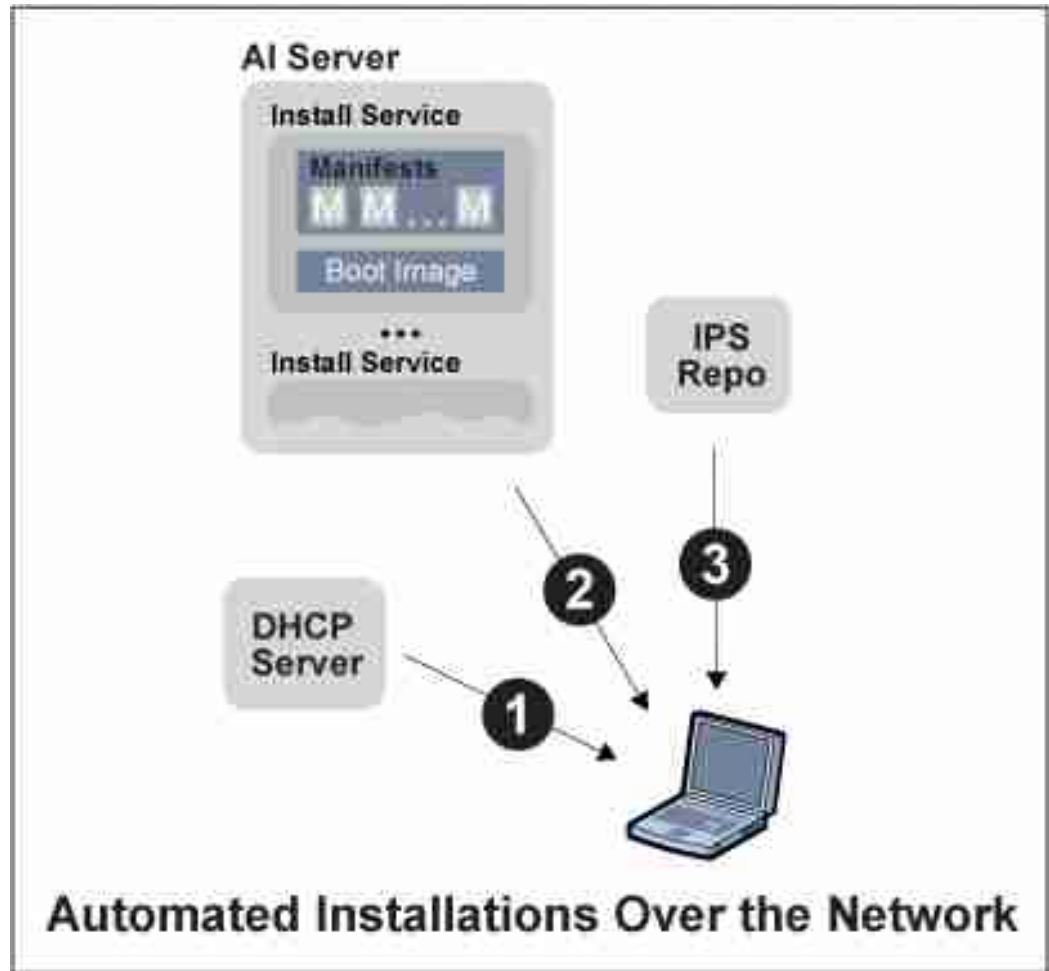 AI Server
Install Service
Manifests
M M ... M
Boot Image
...
Install Service
IPS
Repo
DHCP
Server
1
2
3
Automated Installations Over the Network